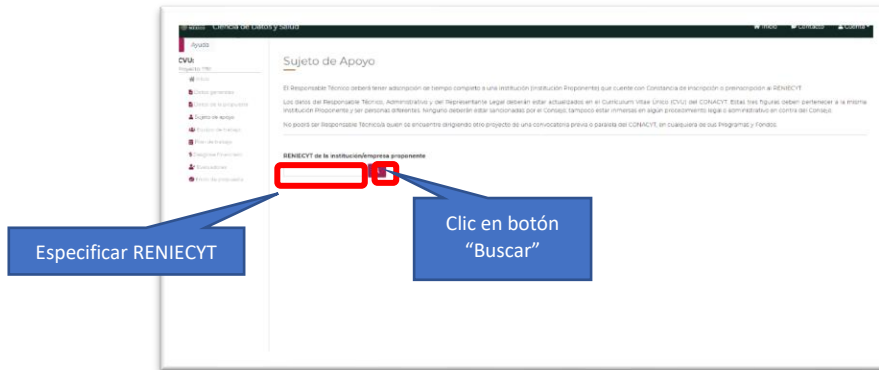 Ciencia de Datos y Salud
Inicio Contacto Cuenta
Ayuda
CVU:
Inicio
Datos generales
Datos de la propuesta
Sujeto de apoyo
Equipo de trabajo
Plan de trabajo
Desglose financiero
Evaluadores
Envío de propuesta
Sujeto de Apoyo
El Responsable Técnico deberá tener adscripción de tiempo completo a una institución (Institución Proponente) que cuente con Constancia de inscripción o preinscripción al RENIECYT
Los datos del Responsable Técnico, Administrativo y del Representante Legal deberán estar actualizados en el Curriculum Vitae Único (CVU) del CONACYT. Estas tres figuras deben pertenecer a la misma
Institución Proponente y ser personas diferentes. Ninguno deberán estar sancionadas por el Consejo, tampoco estar inmersas en algún procedimiento legal o administrativo en contra del Consejo.
No podrá ser Responsable Técnico/a quien se encuentre dirigiendo otro proyecto de una convocatoria previa o paralela del CONACYT, en cualquiera de sus Programas y Fondos.
RENIECYT de la institución/empresa proponente
Especificar RENIECYT
Clic en botón
“Buscar”